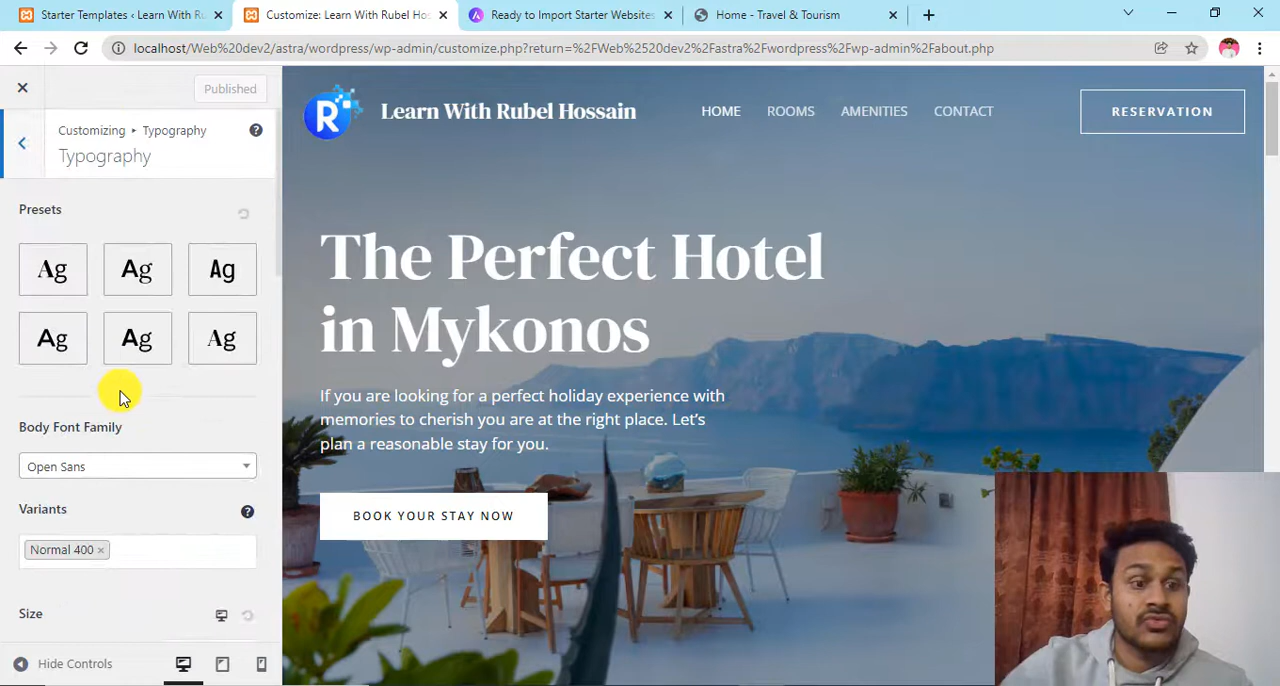 Starter Templates ‹ Learn With Ru
Customize: Learn With Rubel Hos
Ready to Import Starter Websites
Home - Travel & Tourism
localhost/Web%20dev2/astra/wordpress/wp-admin/customize.php?return=%2FWeb%2520dev2%2Fastra%2Fwordpress%2Fwp-admin%2Fabout.php
Published
Customizing ▸ Typography
Typography
Presets
Ag Ag Ag
Ag Ag Ag
Body Font Family
Open Sans
Variants
Normal 400 ×
Size
Hide Controls
R
Learn With Rubel Hossain
HOME ROOMS AMENITIES CONTACT
RESERVATION
The Perfect Hotel
in Mykonos
If you are looking for a perfect holiday experience with
memories to cherish you are at the right place. Let's
plan a reasonable stay for you.
BOOK YOUR STAY NOW